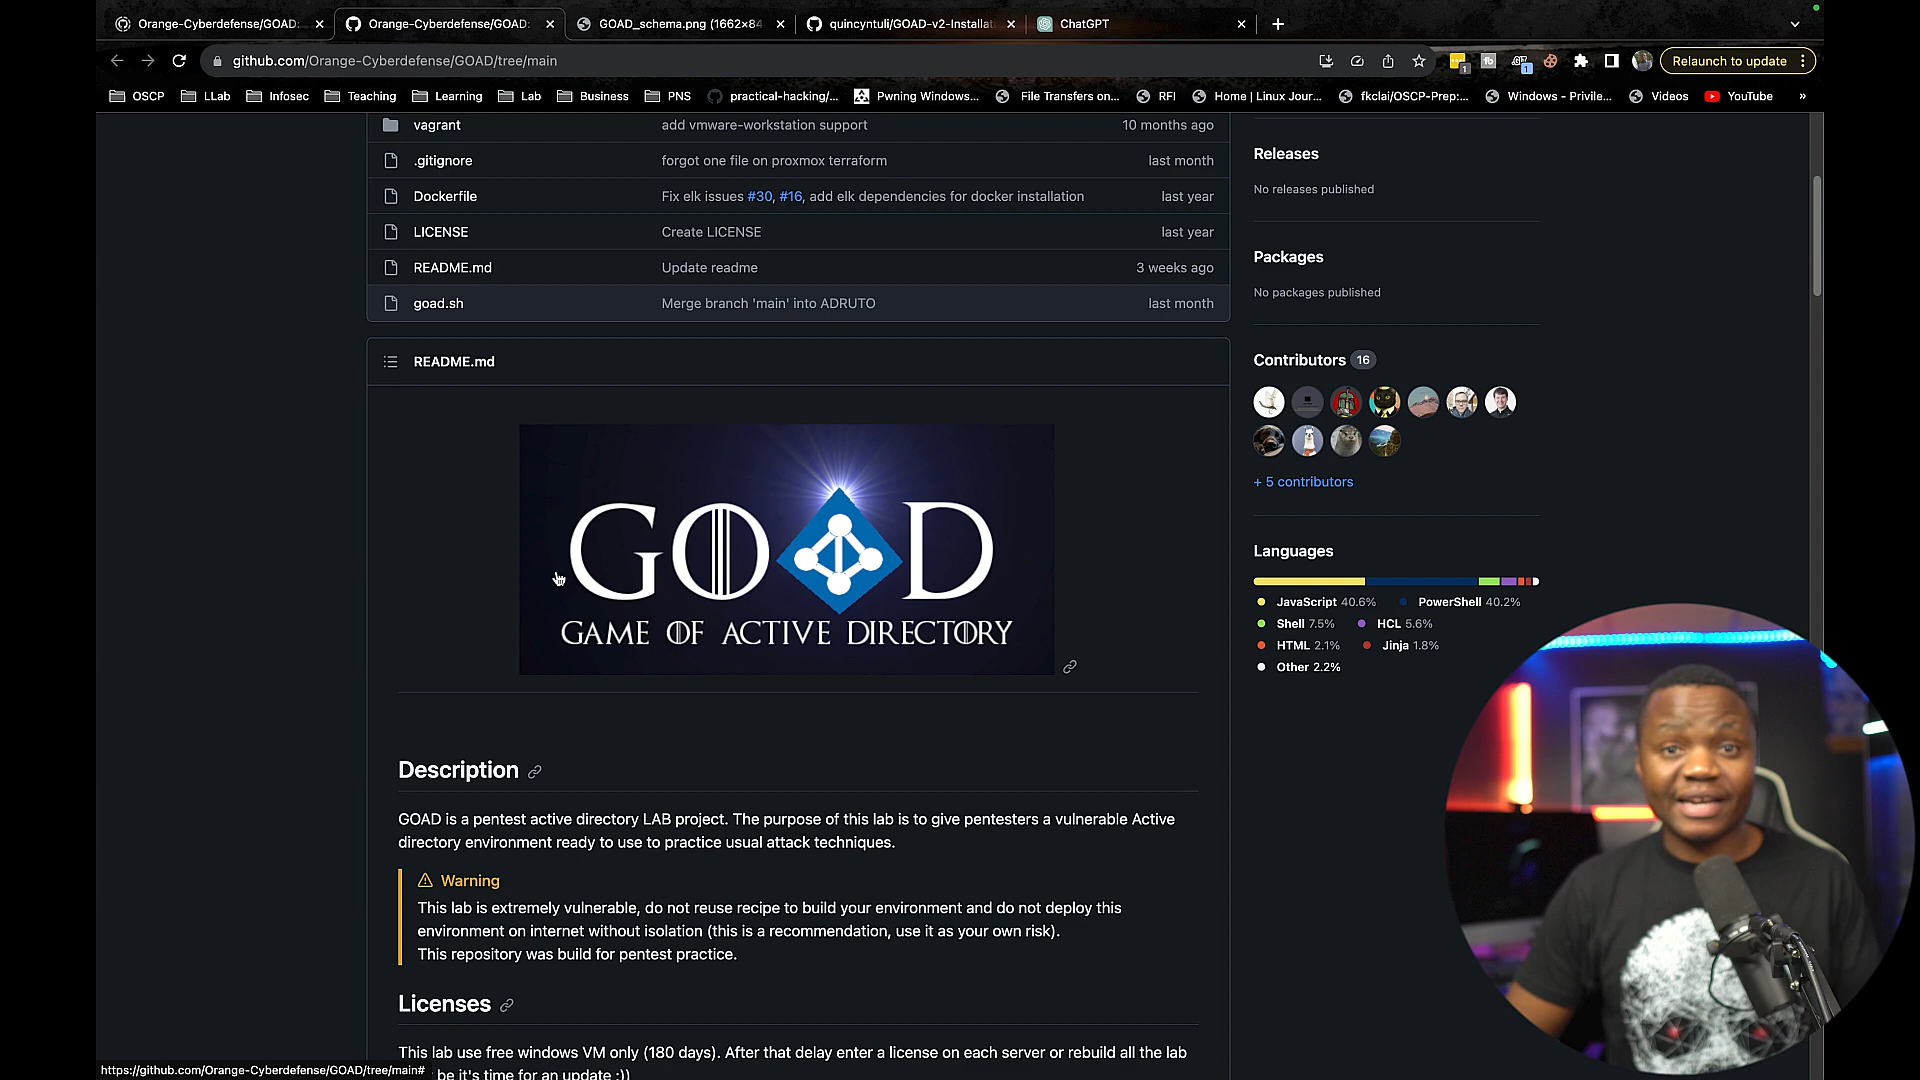 Orange-Cyberdefense/GOAD:
Orange-Cyberdefense/GOAD:
GOAD_schema.png (1662×84
quincyntuli/GOAD-v2-Installat
ChatGPT
github.com/Orange-Cyberdefense/GOAD/tree/main
1
1
Relaunch to update
OSCP
LLab
Infosec
Teaching
Learning
Lab
Business
PNS
practical-hacking/...
Pwning Windows...
File Transfers on...
RFI
Home | Linux Jour...
fkclai/OSCP-Prep:...
Windows - Privile...
Videos
YouTube
»
vagrant
add vmware-workstation support
10 months ago
.gitignore
forgot one file on proxmox terraform
last month
Dockerfile
Fix elk issues #30, #16, add elk dependencies for docker installation
last year
LICENSE
Create LICENSE
last year
README.md
Update readme
3 weeks ago
goad.sh
Merge branch 'main' into ADRUTO
last month
README.md
GOAD
GAME OF ACTIVE DIRECTORY
Description
GOAD is a pentest active directory LAB project. The purpose of this lab is to give pentesters a vulnerable Active
directory environment ready to use to practice usual attack techniques.
Warning
This lab is extremely vulnerable, do not reuse recipe to build your environment and do not deploy this
environment on internet without isolation (this is a recommendation, use it as your own risk).
This repository was build for pentest practice.
Licenses
This lab use free windows VM only (180 days). After that delay enter a license on each server or rebuild all the lab
be it's time for an update ;))
https://github.com/Orange-Cyberdefense/GOAD/tree/main#
Releases
No releases published
Packages
No packages published
Contributors 16
+ 5 contributors
Languages
JavaScript 40.6%
PowerShell 40.2%
Shell 7.5%
HCL 5.6%
HTML 2.1%
Jinja 1.8%
Other 2.2%